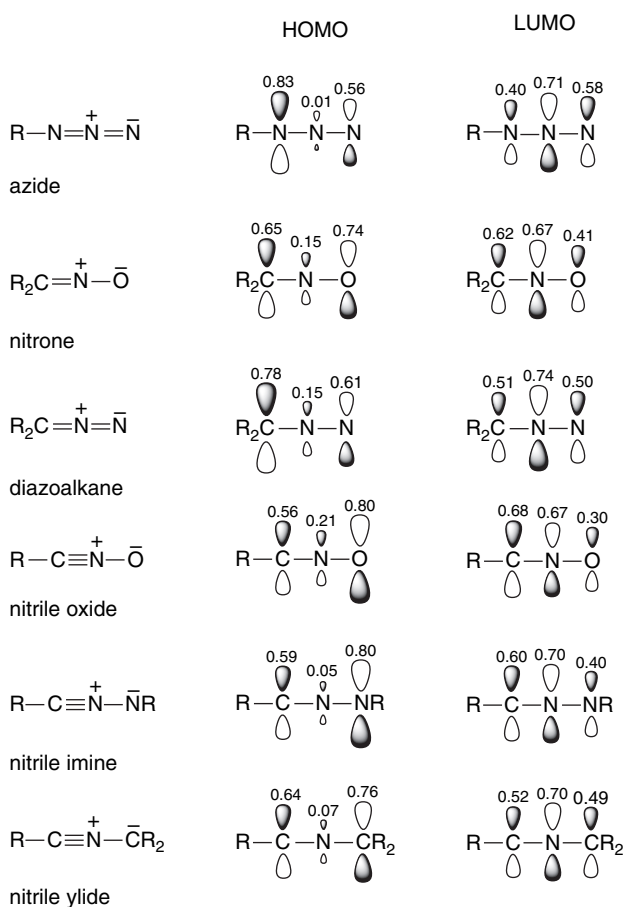 HOMO LUMO
0.83 0.01 0.56 0.40 0.71 0.58
R—N=N⁺=N⁻ R—N—N—N R—N—N—N
azide
0.65 0.15 0.74 0.62 0.67 0.41
R₂C=N⁺—O⁻ R₂C—N—O R₂C—N—O
nitrone
0.78 0.15 0.61 0.51 0.74 0.50
R₂C=N⁺=N⁻ R₂C—N—N R₂C—N—N
diazoalkane
0.56 0.21 0.80 0.68 0.67 0.30
R—C≡N⁺—O⁻ R—C—N—O R—C—N—O
nitrile oxide
0.59 0.05 0.80 0.60 0.70 0.40
R—C≡N⁺—N⁻R R—C—N—NR R—C—N—NR
nitrile imine
0.64 0.07 0.76 0.52 0.70 0.49
R—C≡N⁺—C⁻R₂ R—C—N—CR₂ R—C—N—CR₂
nitrile ylide